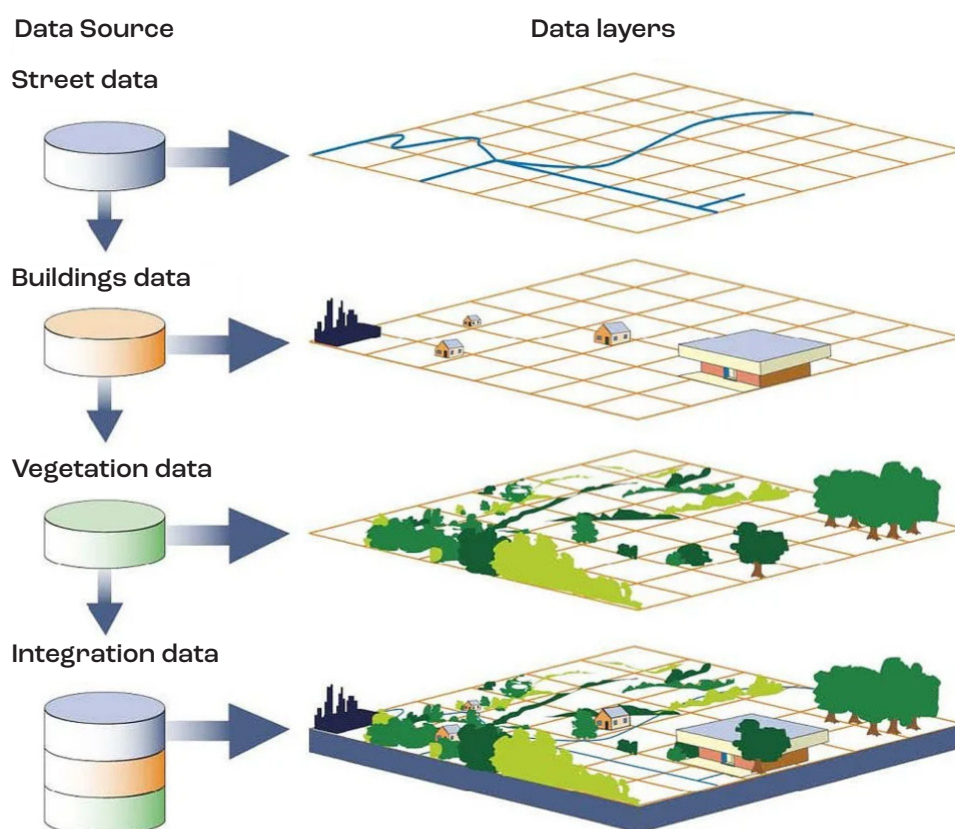 Data Source
Data layers
Street data
Buildings data
Vegetation data
Integration data